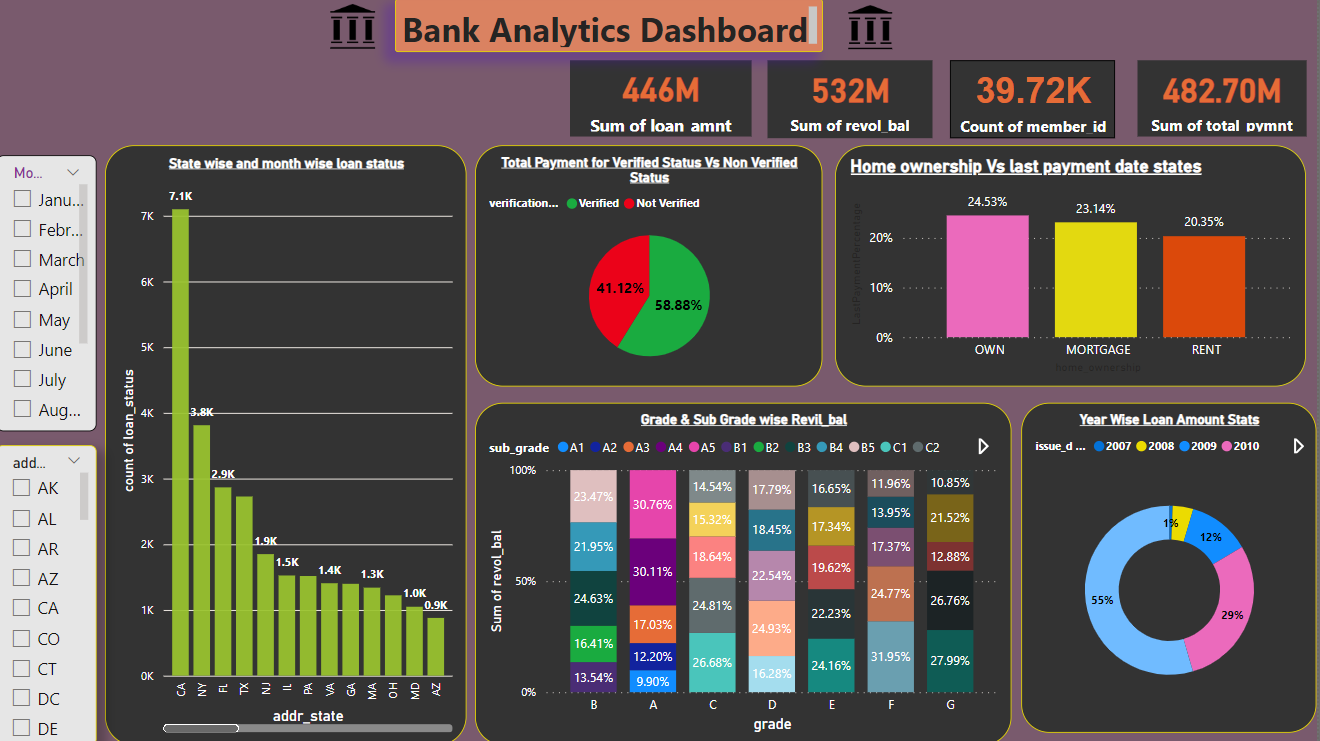 Bank Analytics Dashboard
446M
Sum of loan_amnt
532M
Sum of revol_bal
39.72K
Count of member_id
482.70M
Sum of total_pymnt
Mo...
Janu...
Febr...
March
April
May
June
July
Aug...
add...
AK
AL
AR
AZ
CA
CO
CT
DC
DE
State wise and month wise loan status
count of loan_status
7K
6K
5K
4K
3K
2K
1K
0K
7.1K
3.8K
2.9K
1.9K
1.5K
1.4K
1.3K
1.0K
0.9K
CA NY FL TX NJ IL PA VA GA MA OH MD AZ
addr_state
Total Payment for Verified Status Vs Non Verified
Status
verification... Verified Not Verified
41.12%
58.88%
Home ownership Vs last payment date states
LastPaymentPercentage
20%
10%
0%
24.53%
23.14%
20.35%
OWN MORTGAGE RENT
home_ownership
Grade & Sub Grade wise Revil_bal
sub_grade A1 A2 A3 A4 A5 B1 B2 B3 B4 B5 C1 C2
Sum of revol_bal
100%
50%
0%
23.47%
21.95%
24.63%
16.41%
13.54%
30.76%
30.11%
17.03%
12.20%
9.90%
14.54%
15.32%
18.64%
24.81%
26.68%
17.79%
18.45%
22.54%
24.93%
16.28%
16.65%
17.34%
19.62%
22.23%
24.16%
11.96%
13.95%
17.37%
24.77%
31.95%
10.85%
21.52%
12.88%
26.76%
27.99%
B A C D E F G
grade
Year Wise Loan Amount Stats
issue_d ... 2007 2008 2009 2010
1%
12%
29%
55%